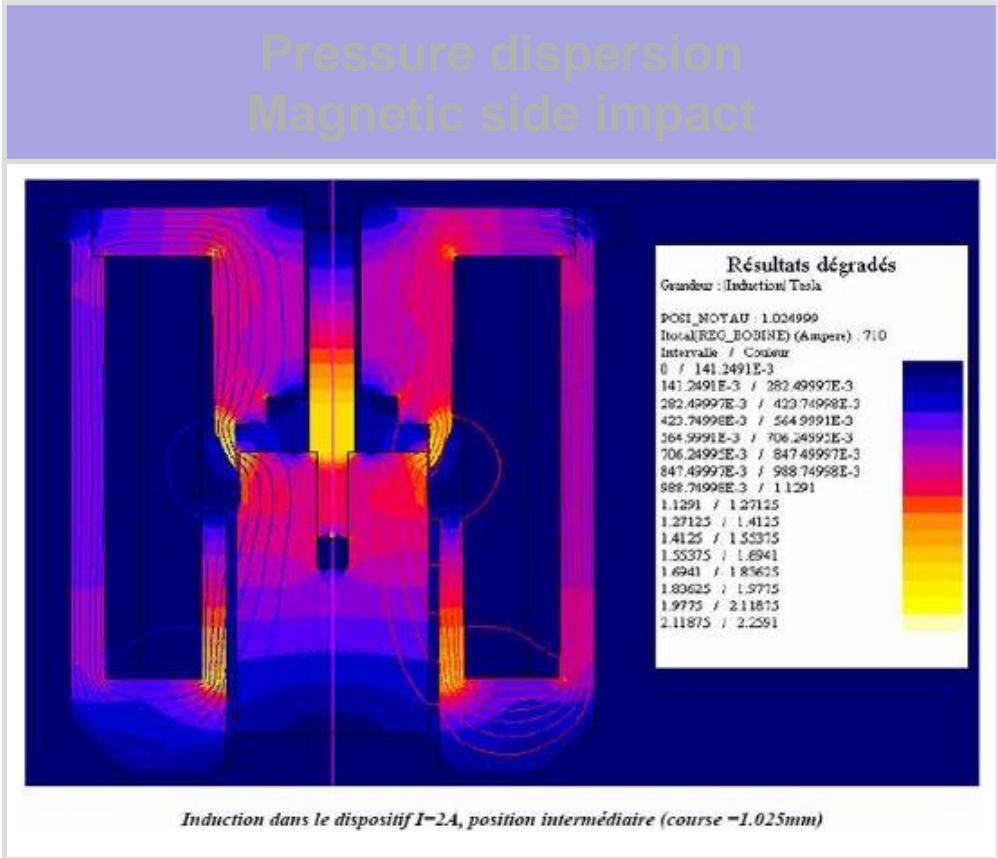 Pressure dispersion
Magnetic side impact
Résultats dégradés
Grandeur : |Induction| Tesla
POSI_NOYAU : 1.024999
Itotal(REG_BOBINE) (Ampere) : 710
Intervalle / Couleur
0 / 141.2491E-3
141.2491E-3 / 282.49997E-3
282.49997E-3 / 423.74998E-3
423.74998E-3 / 564.9991E-3
564.9991E-3 / 706.24995E-3
706.24995E-3 / 847.49997E-3
847.49997E-3 / 988.74998E-3
988.74998E-3 / 1.1291
1.1291 / 1.27125
1.27125 / 1.4125
1.4125 / 1.55375
1.55375 / 1.6941
1.6941 / 1.83625
1.83625 / 1.9775
1.9775 / 2.11875
2.11875 / 2.2591
Induction dans le dispositif I=2A, position intermédiaire (course =1.025mm)